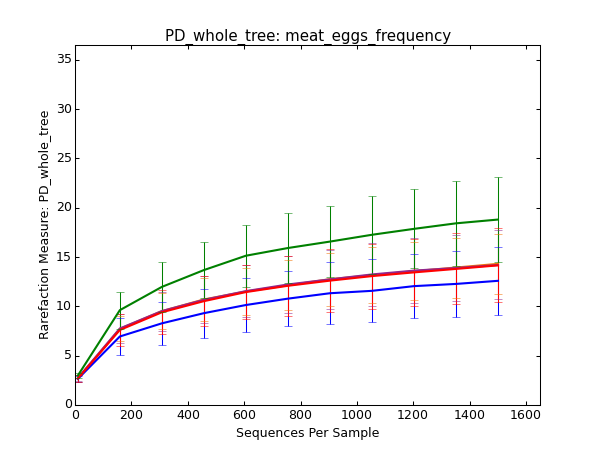 PD_whole_tree: meat_eggs_frequency
Rarefaction Measure: PD_whole_tree
35
30
25
20
15
10
5
0
0 200 400 600 800 1000 1200 1400 1600
Sequences Per Sample